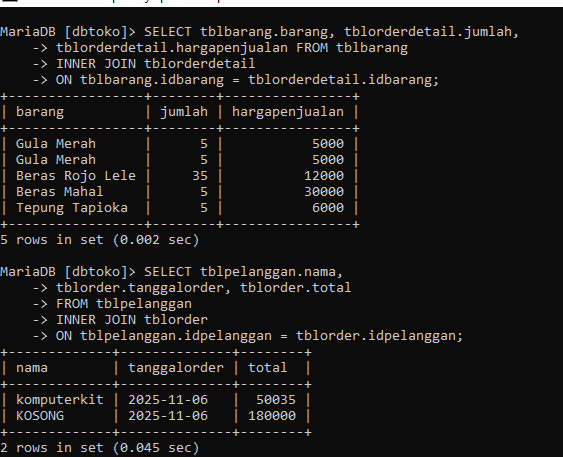 MariaDB [dbtoko]> SELECT tblbarang.barang, tblorderdetail.jumlah,
    -> tblorderdetail.hargapenjualan FROM tblbarang
    -> INNER JOIN tblorderdetail
    -> ON tblbarang.idbarang = tblorderdetail.idbarang;
+-----------------+--------+----------------+
| barang          | jumlah | hargapenjualan |
+-----------------+--------+----------------+
| Gula Merah      |      5 |           5000 |
| Gula Merah      |      5 |           5000 |
| Beras Rojo Lele |     35 |          12000 |
| Beras Mahal     |      5 |          30000 |
| Tepung Tapioka  |      5 |           6000 |
+-----------------+--------+----------------+
5 rows in set (0.002 sec)
MariaDB [dbtoko]> SELECT tblpelanggan.nama,
    -> tblorder.tanggalorder, tblorder.total
    -> FROM tblpelanggan
    -> INNER JOIN tblorder
    -> ON tblpelanggan.idpelanggan = tblorder.idpelanggan;
+-------------+--------------+--------+
| nama        | tanggalorder | total  |
+-------------+--------------+--------+
| komputerkit | 2025-11-06   |  50035 |
| KOSONG      | 2025-11-06   | 180000 |
+-------------+--------------+--------+
2 rows in set (0.045 sec)